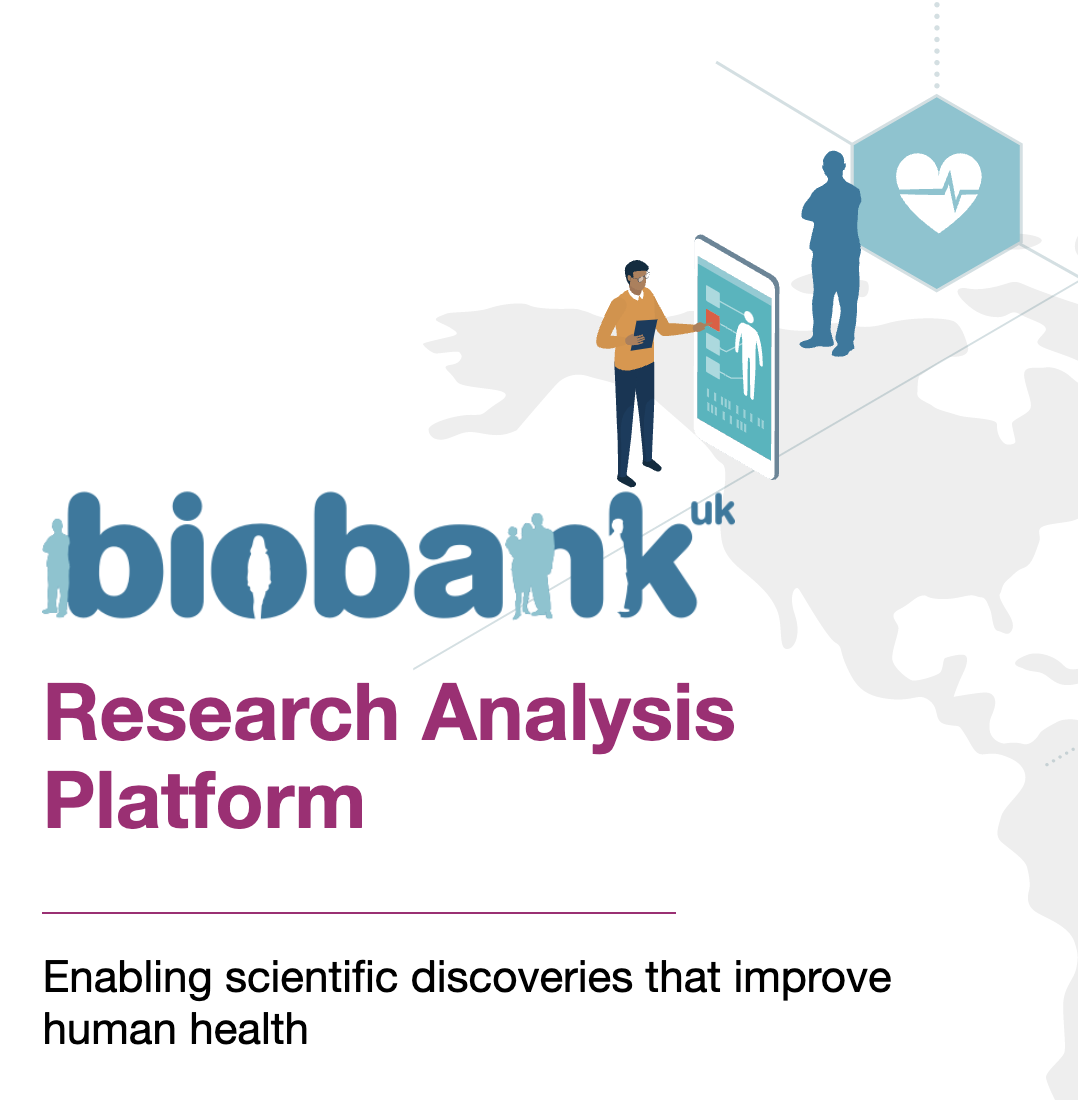 biobank uk
Research Analysis
Platform
Enabling scientific discoveries that improve
human health